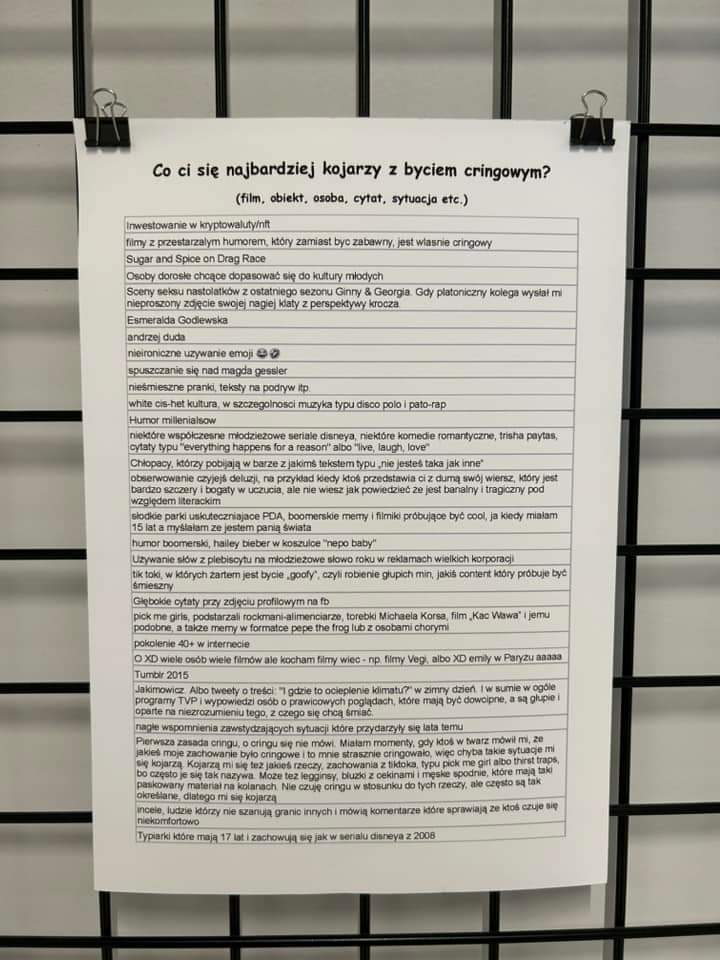 Co ci się najbardziej kojarzy z byciem cringowym?
(film, obiekt, osoba, cytat, sytuacja etc.)
Inwestowanie w kryptowaluty/nft
filmy z przestarzalym humorem, który zamiast byc zabawny, jest wlasnie cringowy
Sugar and Spice on Drag Race
Osoby dorosłe chcące dopasować się do kultury młodych
Sceny seksu nastolatków z ostatniego sezonu Ginny & Georgia. Gdy platoniczny kolega wysłał mi
nieproszony zdjęcie swojej nagiej klaty z perspektywy krocza.
Esmeralda Godlewska
andrzej duda
nieironiczne uzywanie emoji 😂🤣
spuszczanie się nad magda gessler
nieśmieszne pranki, teksty na podryw itp.
white cis-het kultura, w szczegolnosci muzyka typu disco polo i pato-rap
Humor millenialsow
niektóre współczesne młodzieżowe seriale disneya, niektóre komedie romantyczne, trisha paytas,
cytaty typu "everything happens for a reason" albo "live, laugh, love"
Chłopacy, którzy pobijają w barze z jakimś tekstem typu „nie jesteś taka jak inne"
obserwowanie czyjejś deluzji, na przykład kiedy ktoś przedstawia ci z dumą swój wiersz, który jest
bardzo szczery i bogaty w uczucia, ale nie wiesz jak powiedzieć że jest banalny i tragiczny pod
względem literackim
słodkie parki uskuteczniajace PDA, boomerskie memy i filmiki próbujące być cool, ja kiedy miałam
15 lat a myślałam ze jestem panią świata
humor boomerski, hailey bieber w koszulce "nepo baby"
Używanie słów z plebiscytu na młodzieżowe słowo roku w reklamach wielkich korporacji
tik toki, w których żartem jest bycie „goofy", czyli robienie głupich min, jakiś content który próbuje być
śmieszny
Głębokie cytaty przy zdjęciu profilowym na fb
pick me girls, podstarzali rockmani-alimenciarze, torebki Michaela Korsa, film „Kac Wawa" i jemu
podobne, a także memy w formatce pepe the frog lub z osobami chorymi
pokolenie 40+ w internecie
O XD wiele osób wiele filmów ale kocham filmy wiec - np. filmy Vegi, albo XD emily w Paryzu aaaaa
Tumblr 2015
Jakimowicz. Albo tweety o treści: "I gdzie to ocieplenie klimatu?" w zimny dzień. I w sumie w ogóle
programy TVP i wypowiedzi osób o prawicowych poglądach, które mają być dowcipne, a są głupie i
oparte na niezrozumieniu tego, z czego się chcą śmiać.
nagłe wspomnienia zawstydzających sytuacji które przydarzyły się lata temu
Pierwsza zasada cringu, o cringu się nie mówi. Miałam momenty, gdy ktoś w twarz mówił mi, że
jakieś moje zachowanie było cringowe i to mnie strasznie cringowało, więc chyba takie sytuacje mi
się kojarzą. Kojarzą mi się też jakieś rzeczy, zachowania z tiktoka, typu pick me girl albo thirst traps,
bo często je się tak nazywa. Może tez legginsy, bluzki z cekinami i męskie spodnie, które mają taki
paskowany materiał na kolanach. Nie czuję cringu w stosunku do tych rzeczy, ale często są tak
określane, dlatego mi się kojarzą
incele, ludzie którzy nie szanują granic innych i mówią komentarze które sprawiają ze ktoś czuje się
niekomfortowo
Typiarki które mają 17 lat i zachowują się jak w serialu disneya z 2008